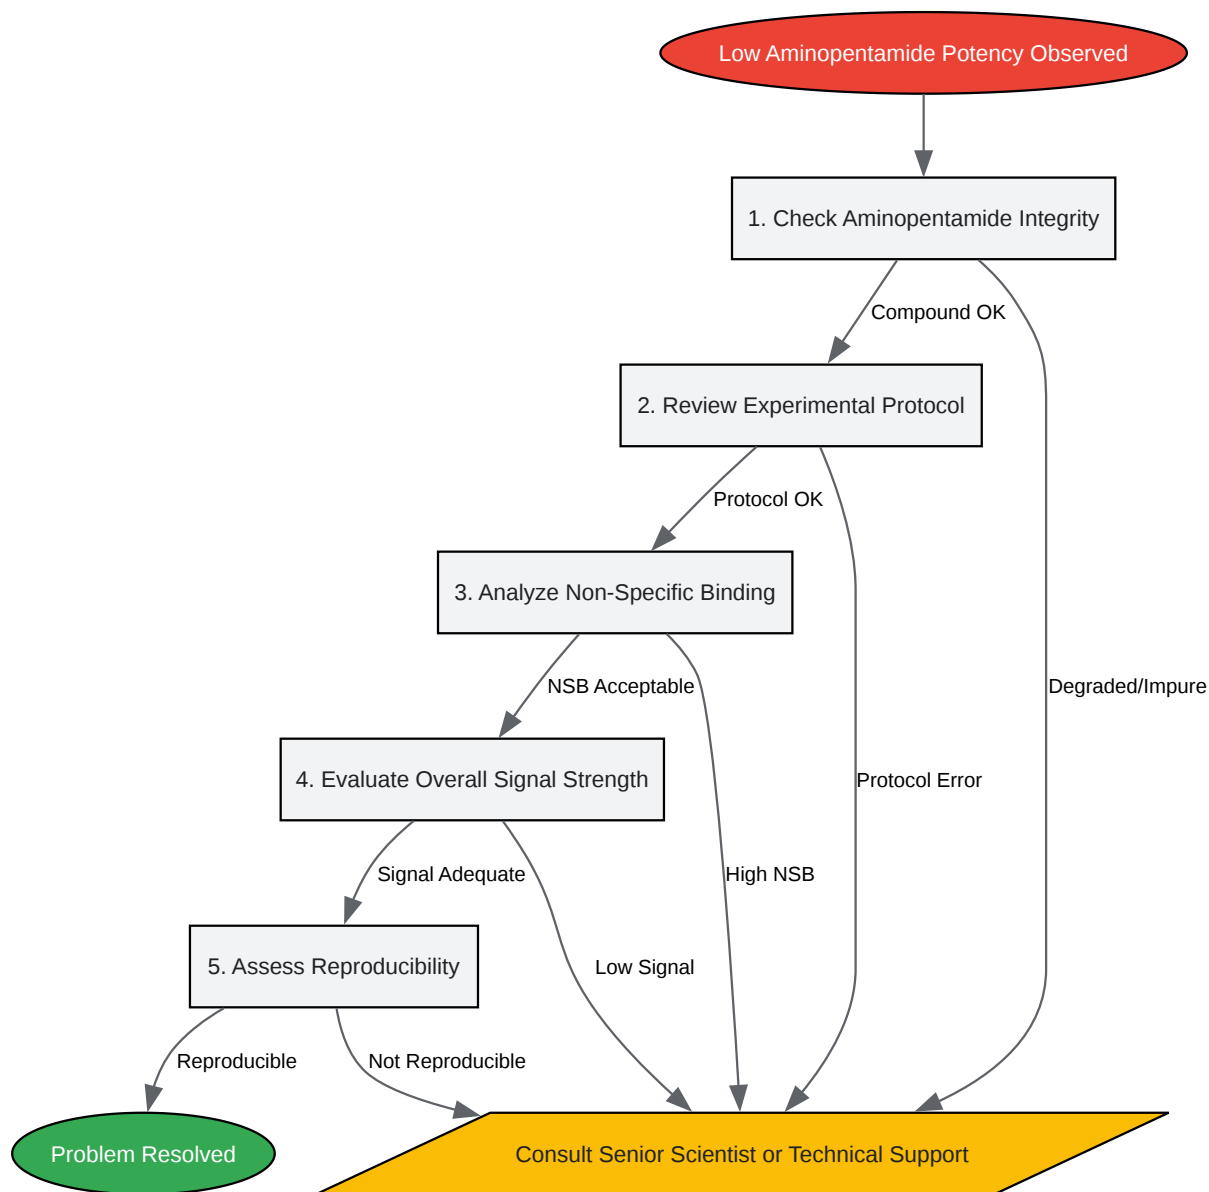 Low Aminopentamide Potency Observed
1. Check Aminopentamide Integrity
Compound OK
2. Review Experimental Protocol
Protocol OK
3. Analyze Non-Specific Binding
NSB Acceptable
Degraded/Impure
4. Evaluate Overall Signal Strength
Protocol Error
Signal Adequate
High NSB
5. Assess Reproducibility
Low Signal
Reproducible
Not Reproducible
Problem Resolved
Consult Senior Scientist or Technical Support